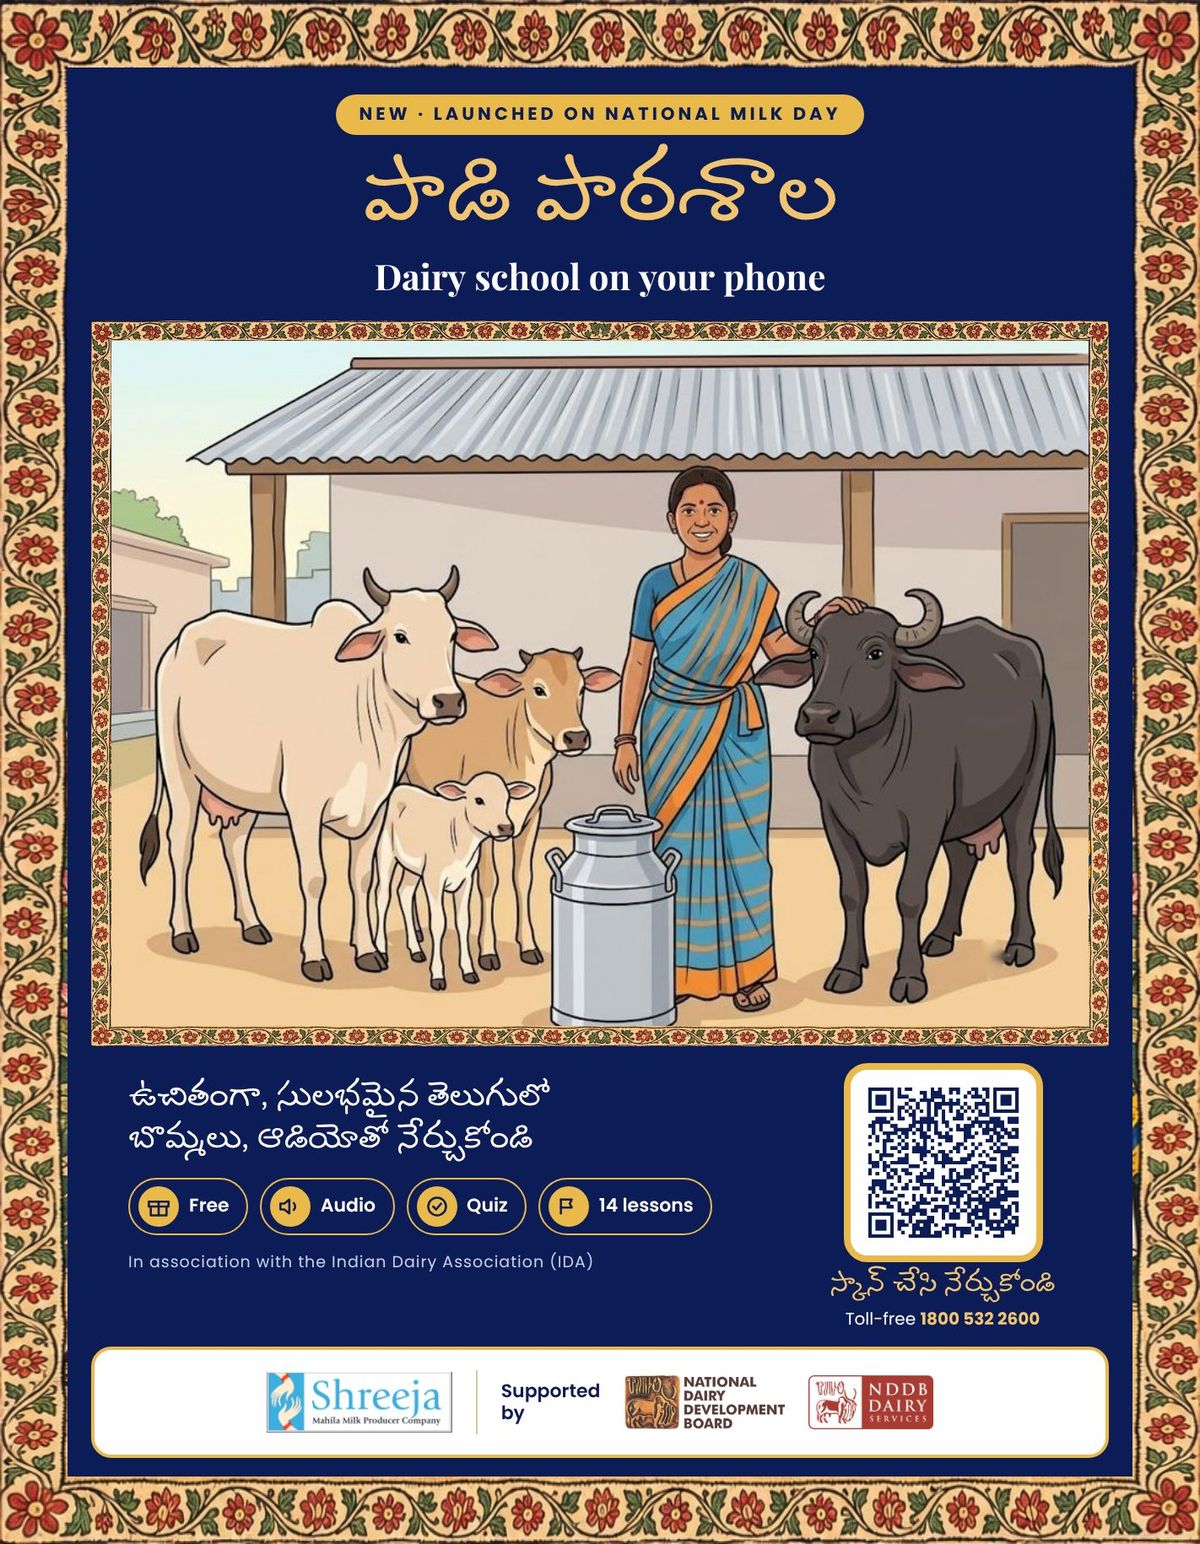 NEW · LAUNCHED ON NATIONAL MILK DAY
పాడి పాఠశాల
Dairy school on your phone
ఉచితంగా, సులభమైన తెలుగులో
బొమ్మలు, ఆడియోతో నేర్చుకోండి
Free
Audio
Quiz
14 lessons
In association with the Indian Dairy Association (IDA)
స్కాన్ చేసి నేర్చుకోండి
Toll-free 1800 532 2600
Shreeja
Mahila Milk Producer Company
Supported
by
NATIONAL
DAIRY
DEVELOPMENT
BOARD
NDDB
DAIRY
SERVICES